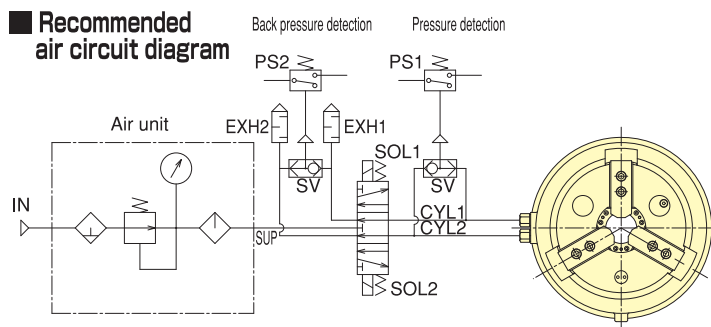 ■ Recommended
air circuit diagram
Back pressure detection
Pressure detection
PS2
PS1
Air unit
EXH2
EXH1
SOL1
SV
SV
IN
CYL1
CYL2
SUP
SOL2